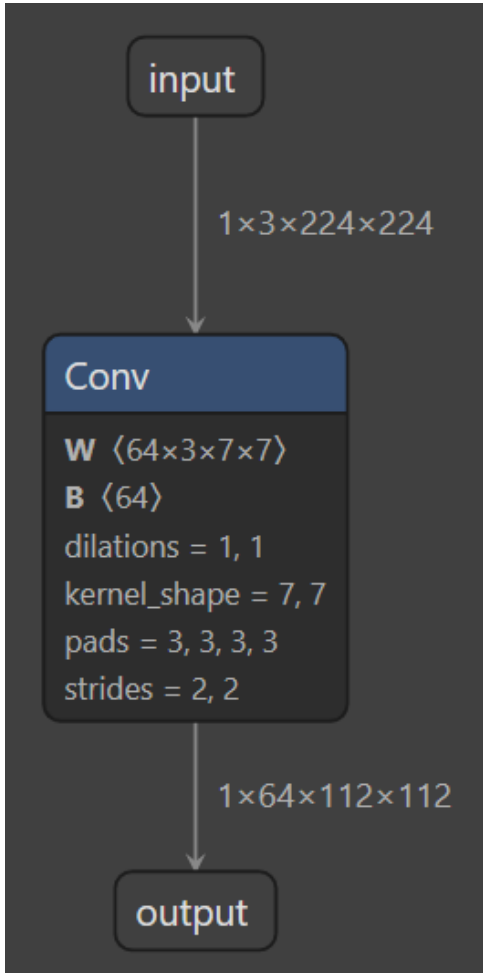 input
1×3×224×224
Conv
W ⟨64×3×7×7⟩
B ⟨64⟩
dilations = 1, 1
kernel_shape = 7, 7
pads = 3, 3, 3, 3
strides = 2, 2
1×64×112×112
output